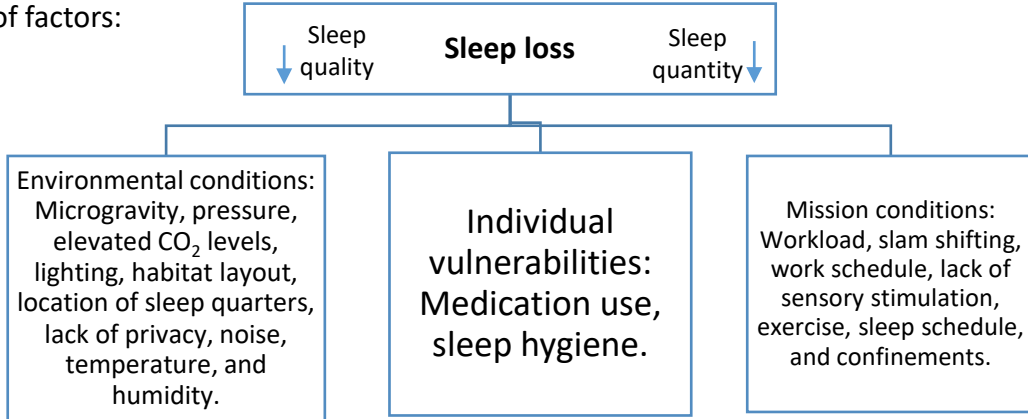 of factors:
Sleep
quality
Sleep loss
Sleep
quantity
Environmental conditions:
Microgravity, pressure,
elevated CO₂ levels,
lighting, habitat layout,
location of sleep quarters,
lack of privacy, noise,
temperature, and
humidity.
Individual
vulnerabilities:
Medication use,
sleep hygiene.
Mission conditions:
Workload, slam shifting,
work schedule, lack of
sensory stimulation,
exercise, sleep schedule,
and confinements.